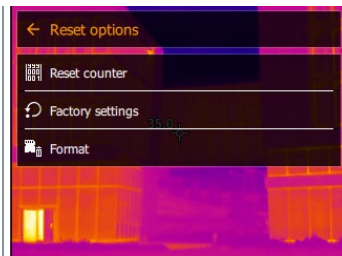 Reset options
Reset counter
Factory settings
35.0
Format